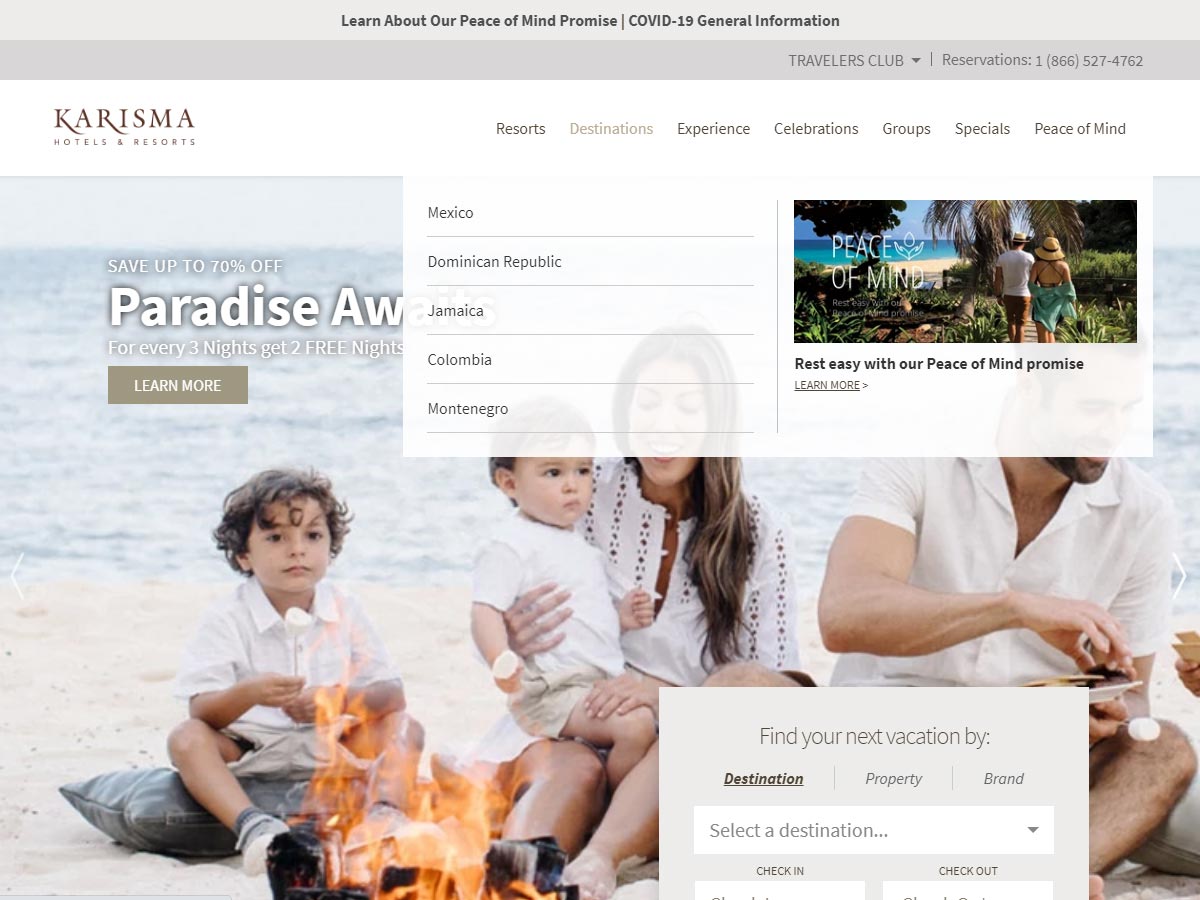 Learn About Our Peace of Mind Promise | COVID-19 General Information
TRAVELERS CLUB
Reservations: 1 (866) 527-4762
KARISMA
HOTELS & RESORTS
Resorts Destinations Experience Celebrations Groups Specials Peace of Mind
Mexico
Dominican Republic
Jamaica
Colombia
Montenegro
PEACE
OF MIND
Rest easy with our
Peace of Mind promise
Rest easy with our Peace of Mind promise
LEARN MORE >
SAVE UP TO 70% OFF
Paradise Awaits
For every 3 Nights get 2 FREE Nights
LEARN MORE
Find your next vacation by:
Destination Property Brand
Select a destination...
CHECK IN CHECK OUT